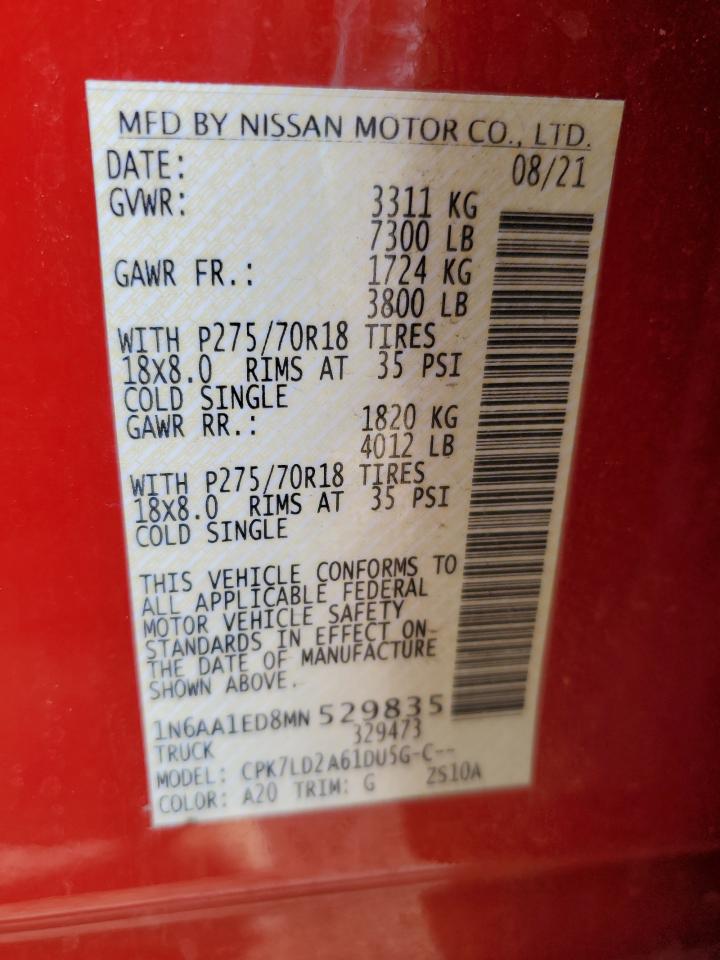 MFD BY NISSAN MOTOR CO., LTD.
DATE: 08/21
GVWR: 3311 KG
7300 LB
GAWR FR.: 1724 KG
3800 LB
WITH P275/70R18 TIRES
18X8.0 RIMS AT 35 PSI
COLD SINGLE
GAWR RR.: 1820 KG
4012 LB
WITH P275/70R18 TIRES
18X8.0 RIMS AT 35 PSI
COLD SINGLE
THIS VEHICLE CONFORMS TO
ALL APPLICABLE FEDERAL
MOTOR VEHICLE SAFETY
STANDARDS IN EFFECT ON
THE DATE OF MANUFACTURE
SHOWN ABOVE.
1N6AA1ED8MN 529835
TRUCK 329473
MODEL: CPK7LD2A61DU5G-C--
COLOR: A20 TRIM: G ZS10A